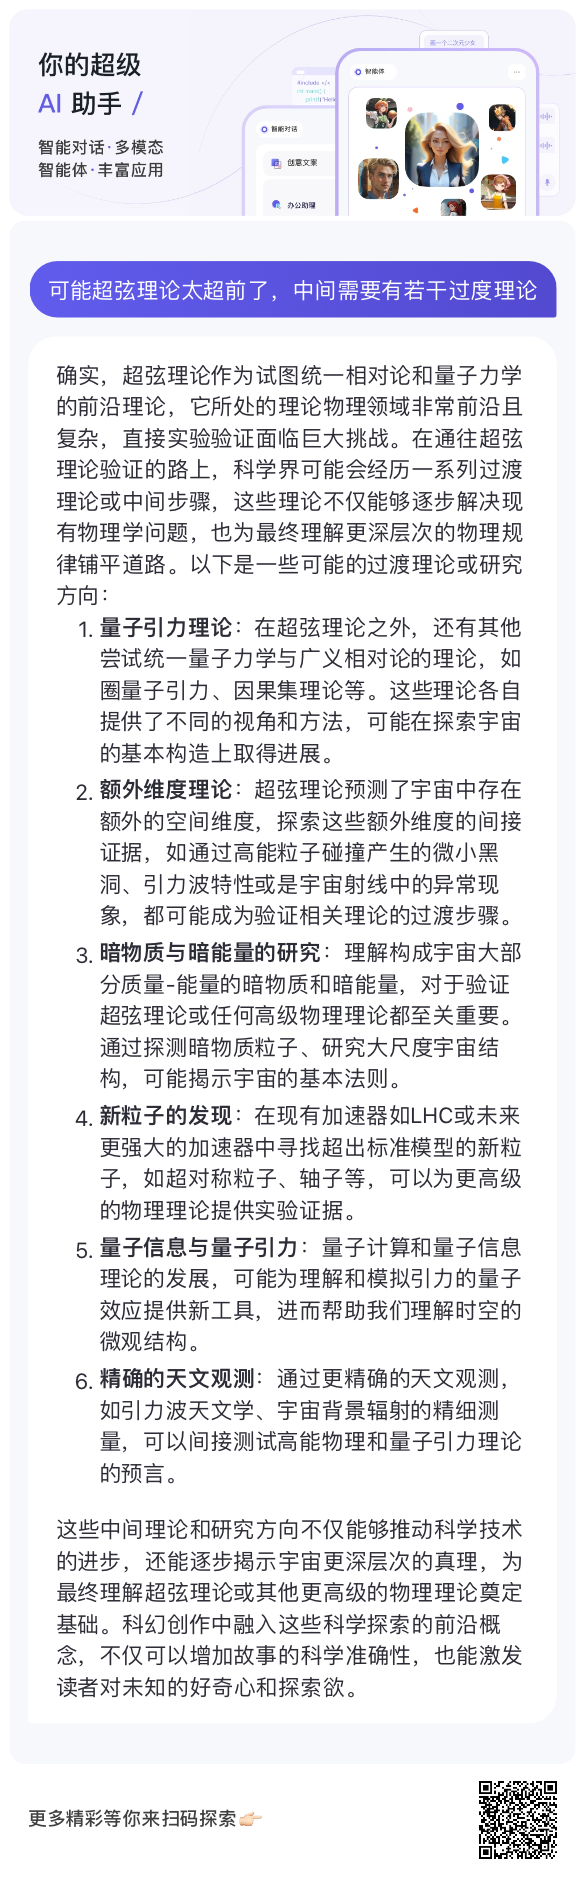 你的超级
AI 助手 /
智能对话·多模态
智能体·丰富应用
画一个二次元少女
#include </>
智能体
智能对话
创意文案
办公助理
可能超弦理论太超前了，中间需要有若干过度理论
确实，超弦理论作为试图统一相对论和量子力学
的前沿理论，它所处的理论物理领域非常前沿且
复杂，直接实验验证面临巨大挑战。在通往超弦
理论验证的路上，科学界可能会经历一系列过渡
理论或中间步骤，这些理论不仅能够逐步解决现
有物理学问题，也为最终理解更深层次的物理规
律铺平道路。以下是一些可能的过渡理论或研究
方向：
1. 量子引力理论：在超弦理论之外，还有其他
尝试统一量子力学与广义相对论的理论，如
圈量子引力、因果集理论等。这些理论各自
提供了不同的视角和方法，可能在探索宇宙
的基本构造上取得进展。
2. 额外维度理论：超弦理论预测了宇宙中存在
额外的空间维度，探索这些额外维度的间接
证据，如通过高能粒子碰撞产生的微小黑
洞、引力波特性或是宇宙射线中的异常现
象，都可能成为验证相关理论的过渡步骤。
3. 暗物质与暗能量的研究：理解构成宇宙大部
分质量-能量的暗物质和暗能量，对于验证
超弦理论或任何高级物理理论都至关重要。
通过探测暗物质粒子、研究大尺度宇宙结
构，可能揭示宇宙的基本法则。
4. 新粒子的发现：在现有加速器如LHC或未来
更强大的加速器中寻找超出标准模型的新粒
子，如超对称粒子、轴子等，可以为更高级
的物理理论提供实验证据。
5. 量子信息与量子引力：量子计算和量子信息
理论的发展，可能为理解和模拟引力的量子
效应提供新工具，进而帮助我们理解时空的
微观结构。
6. 精确的天文观测：通过更精确的天文观测，
如引力波天文学、宇宙背景辐射的精细测
量，可以间接测试高能物理和量子引力理论
的预言。
这些中间理论和研究方向不仅能够推动科学技术
的进步，还能逐步揭示宇宙更深层次的真理，为
最终理解超弦理论或其他更高级的物理理论奠定
基础。科幻创作中融入这些科学探索的前沿概
念，不仅可以增加故事的科学准确性，也能激发
读者对未知的好奇心和探索欲。
更多精彩等你来扫码探索👉🏻